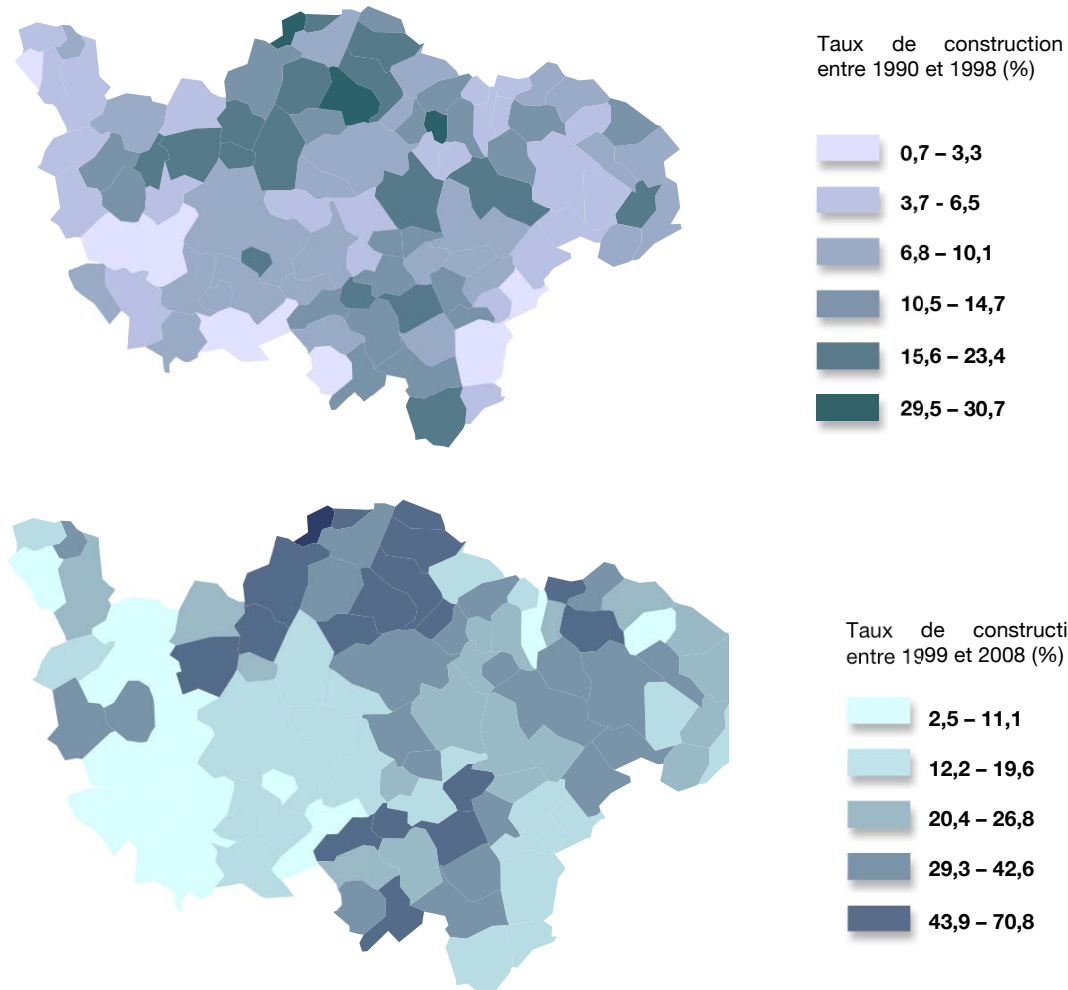 Taux de construction
entre 1990 et 1998 (%)
0,7 – 3,3
3,7 - 6,5
6,8 – 10,1
10,5 – 14,7
15,6 – 23,4
29,5 – 30,7
Taux de constructi
entre 1999 et 2008 (%)
2,5 – 11,1
12,2 – 19,6
20,4 – 26,8
29,3 – 42,6
43,9 – 70,8